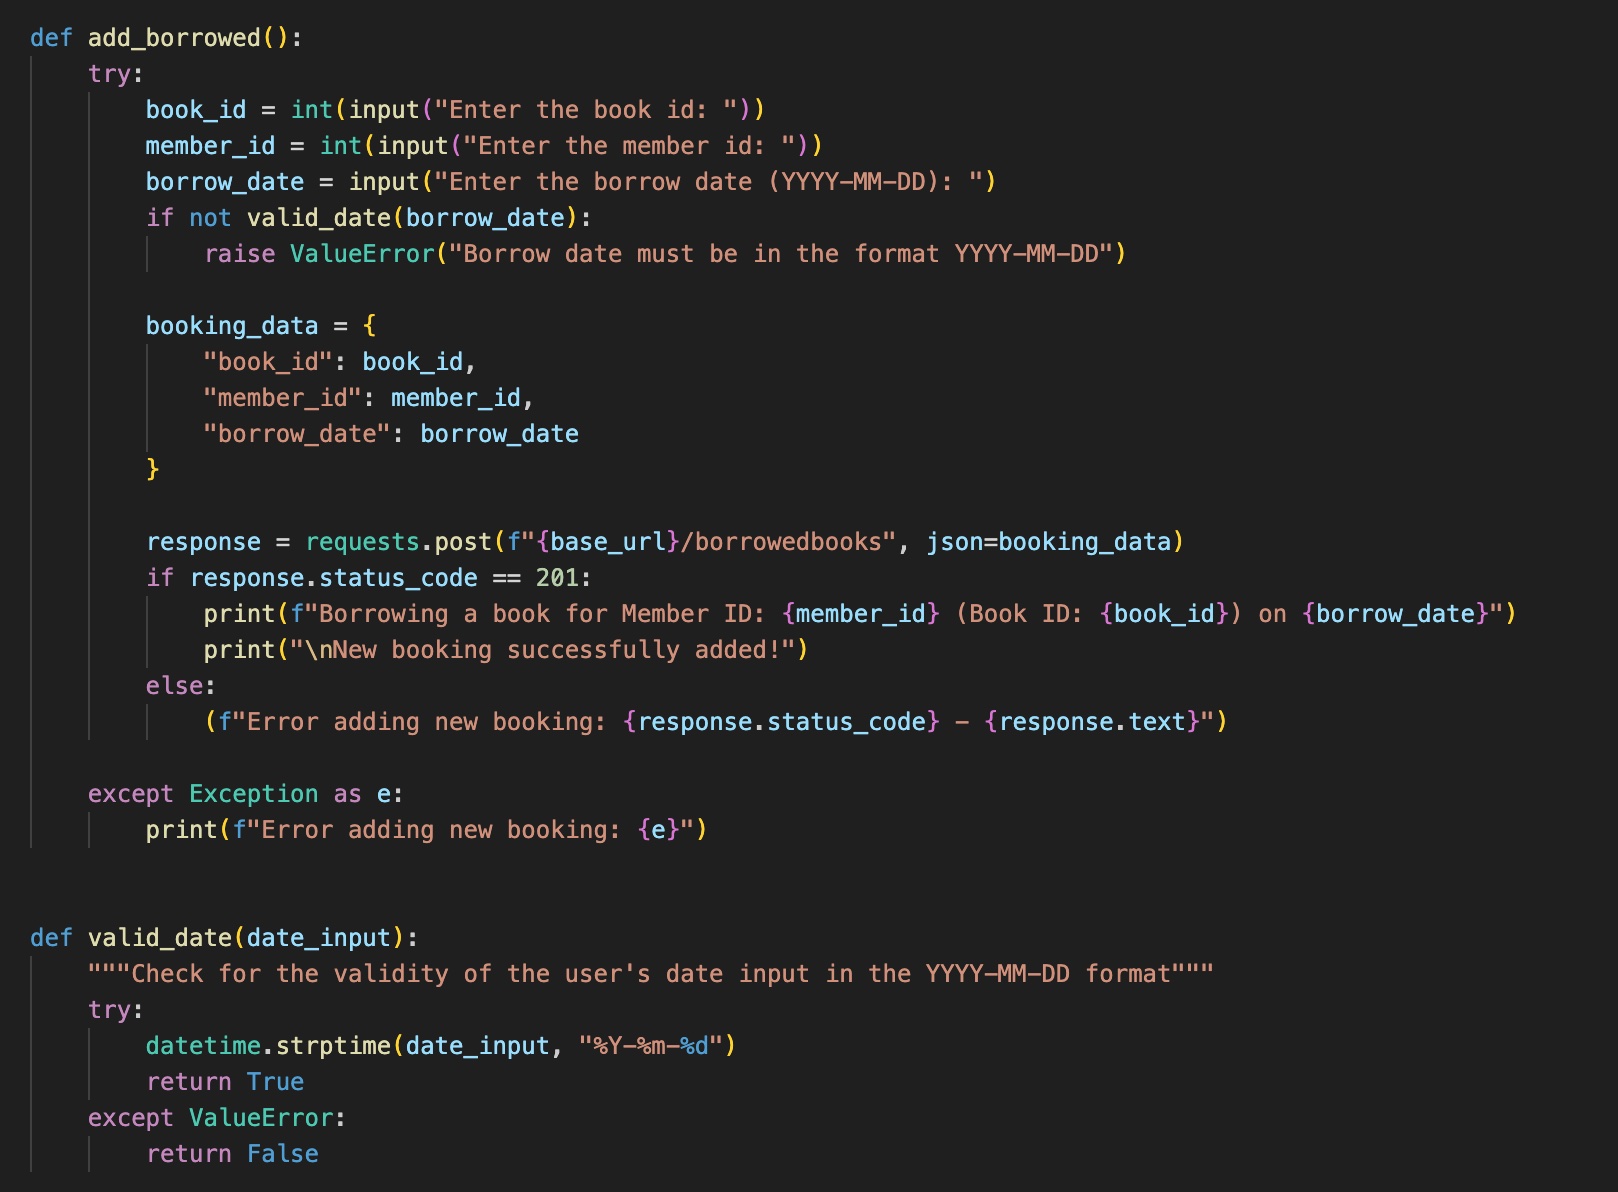 def add_borrowed():
    try:
        book_id = int(input("Enter the book id: "))
        member_id = int(input("Enter the member id: "))
        borrow_date = input("Enter the borrow date (YYYY-MM-DD): ")
        if not valid_date(borrow_date):
            raise ValueError("Borrow date must be in the format YYYY-MM-DD")

        booking_data = {
            "book_id": book_id,
            "member_id": member_id,
            "borrow_date": borrow_date
        }

        response = requests.post(f"{base_url}/borrowedbooks", json=booking_data)
        if response.status_code == 201:
            print(f"Borrowing a book for Member ID: {member_id} (Book ID: {book_id}) on {borrow_date}")
            print("\nNew booking successfully added!")
        else:
            (f"Error adding new booking: {response.status_code} - {response.text}")

    except Exception as e:
        print(f"Error adding new booking: {e}")


def valid_date(date_input):
    """Check for the validity of the user's date input in the YYYY-MM-DD format"""
    try:
        datetime.strptime(date_input, "%Y-%m-%d")
        return True
    except ValueError:
        return False